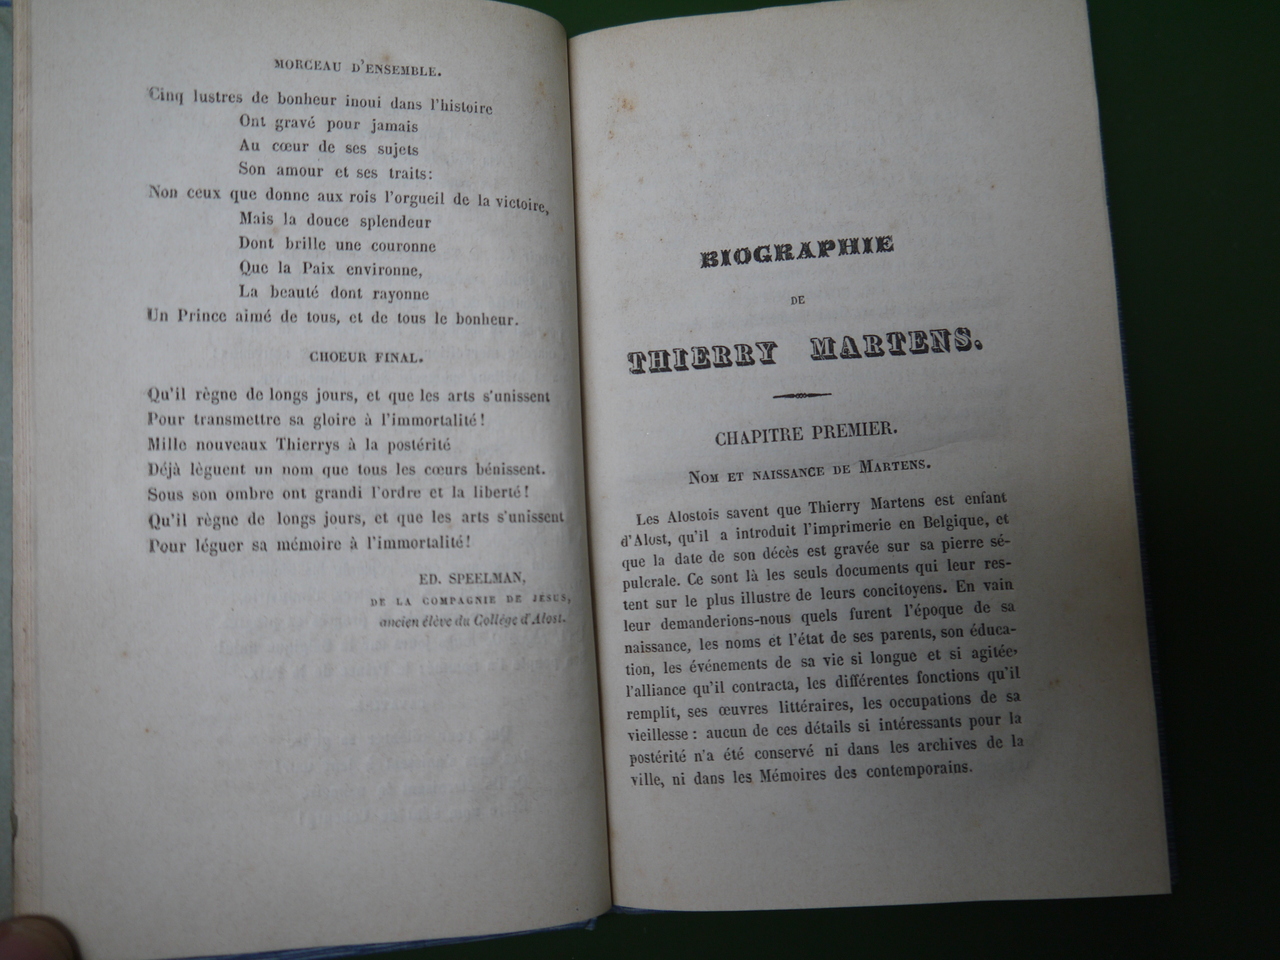 MORCEAU D'ENSEMBLE.
Cinq lustres de bonheur inoui dans l'histoire
Ont gravé pour jamais
Au cœur de ses sujets
Son amour et ses traits:
Non ceux que donne aux rois l'orgueil de la victoire,
Mais la douce splendeur
Dont brille une couronne
Que la Paix environne,
La beauté dont rayonne
Un Prince aimé de tous, et de tous le bonheur.
CHOEUR FINAL.
Qu'il règne de longs jours, et que les arts s'unissent
Pour transmettre sa gloire à l'immortalité!
Mille nouveaux Thierrys à la postérité
Déjà lèguent un nom que tous les cœurs bénissent.
Sous son ombre ont grandi l'ordre et la liberté!
Qu'il règne de longs jours, et que les arts s'unissent
Pour léguer sa mémoire à l'immortalité!
ED. SPEELMAN,
DE LA COMPAGNIE DE JÉSUS,
ancien élève du Collège d'Alost.
BIOGRAPHIE
DE
THIERRY MARTENS.
CHAPITRE PREMIER.
NOM ET NAISSANCE DE MARTENS.
Les Alostois savent que Thierry Martens est enfant
d'Alost, qu'il a introduit l'imprimerie en Belgique, et
que la date de son décès est gravée sur sa pierre sé-
pulcrale. Ce sont là les seuls documents qui leur res-
tent sur le plus illustre de leurs concitoyens. En vain
leur demanderions-nous quels furent l'époque de sa
naissance, les noms et l'état de ses parents, son éduca-
tion, les événements de sa vie si longue et si agitée,
l'alliance qu'il contracta, les différentes fonctions qu'il
remplit, ses œuvres littéraires, les occupations de sa
vieillesse: aucun de ces détails si intéressants pour la
postérité n'a été conservé ni dans les archives de la
ville, ni dans les Mémoires des contemporains.